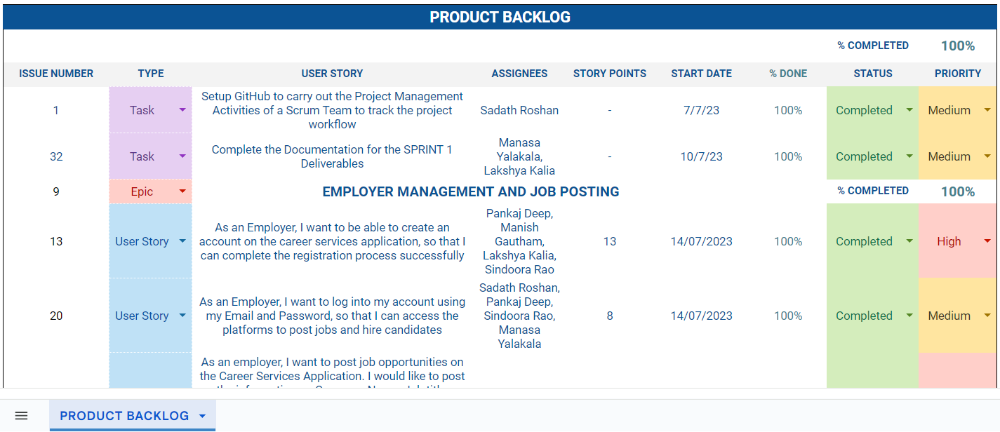 PRODUCT BACKLOG
% COMPLETED 100%
ISSUE NUMBER TYPE USER STORY ASSIGNEES STORY POINTS START DATE % DONE STATUS PRIORITY
Setup GitHub to carry out the Project Management
1 Task Activities of a Scrum Team to track the project Sadath Roshan - 7/7/23 100% Completed Medium
workflow
Manasa
Complete the Documentation for the SPRINT 1
32 Task Yalakala, - 10/7/23 100% Completed Medium
Deliverables
Lakshya Kalia
9 Epic EMPLOYER MANAGEMENT AND JOB POSTING % COMPLETED 100%
Pankaj Deep,
As an Employer, I want to be able to create an Manish
13 User Story account on the career services application, so that I Gautham, 13 14/07/2023 100% Completed High
can complete the registration process successfully Lakshya Kalia,
Sindoora Rao
Sadath Roshan,
As an Employer, I want to log into my account using Pankaj Deep,
20 User Story my Email and Password, so that I can access the Sindoora Rao, 8 14/07/2023 100% Completed Medium
platforms to post jobs and hire candidates Manasa
Yalakala
As an employer, I want to post job opportunities on
the Career Services Application. I would like to post
PRODUCT BACKLOG